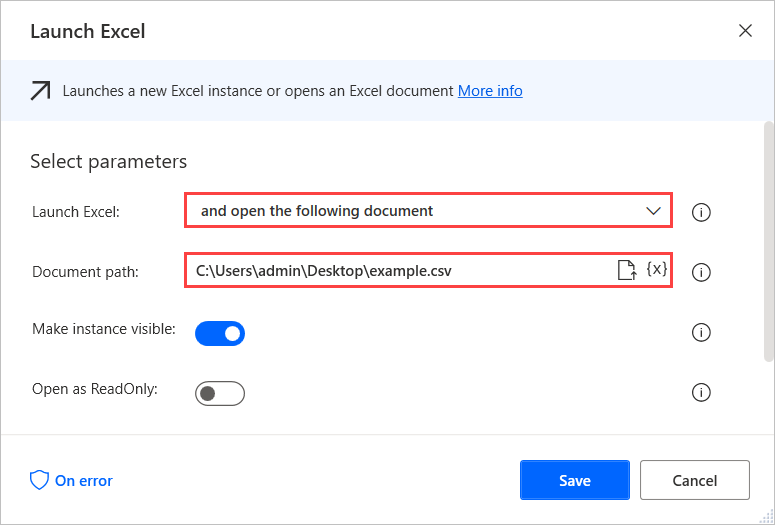 Launch Excel
Launches a new Excel instance or opens an Excel document More info
Select parameters
Launch Excel: and open the following document
Document path: C:\Users\admin\Desktop\example.csv {x}
Make instance visible:
Open as ReadOnly:
On error Save Cancel